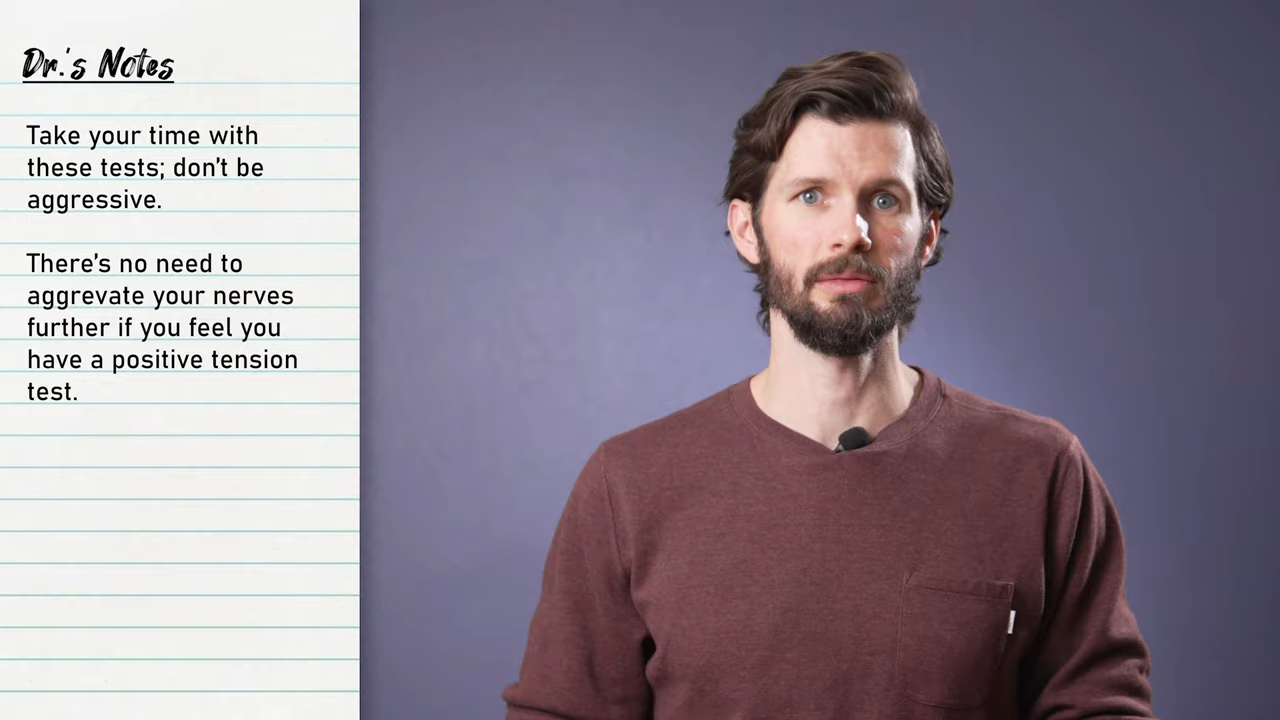 Dr.'s Notes
Take your time with
these tests; don't be
aggressive.
There's no need to
aggrevate your nerves
further if you feel you
have a positive tension
test.